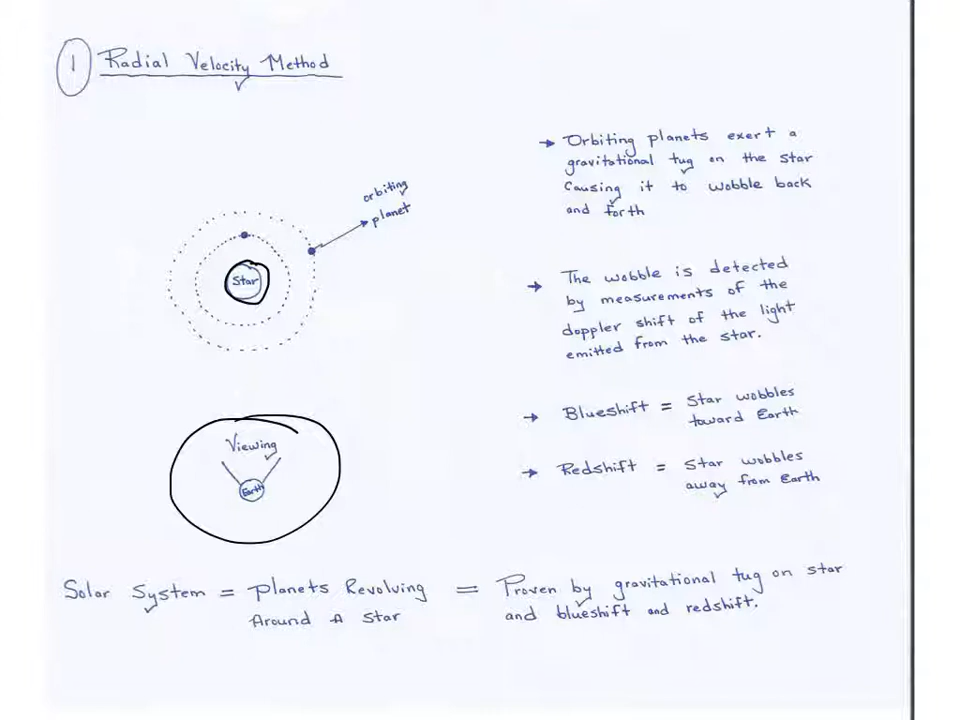 1 Radial Velocity Method
→ Orbiting planets exert a
gravitational tug on the star
Causing it to wobble back
and forth
orbiting
planet
Star
→ The wobble is detected
by measurements of the
doppler shift of the light
emitted from the star.
→ Blueshift = Star wobbles
toward Earth
→ Redshift = Star wobbles
away from Earth
Viewing
Earth
Solar System = Planets Revolving
Around A Star
= Proven by gravitational tug on star
and blueshift and redshift.